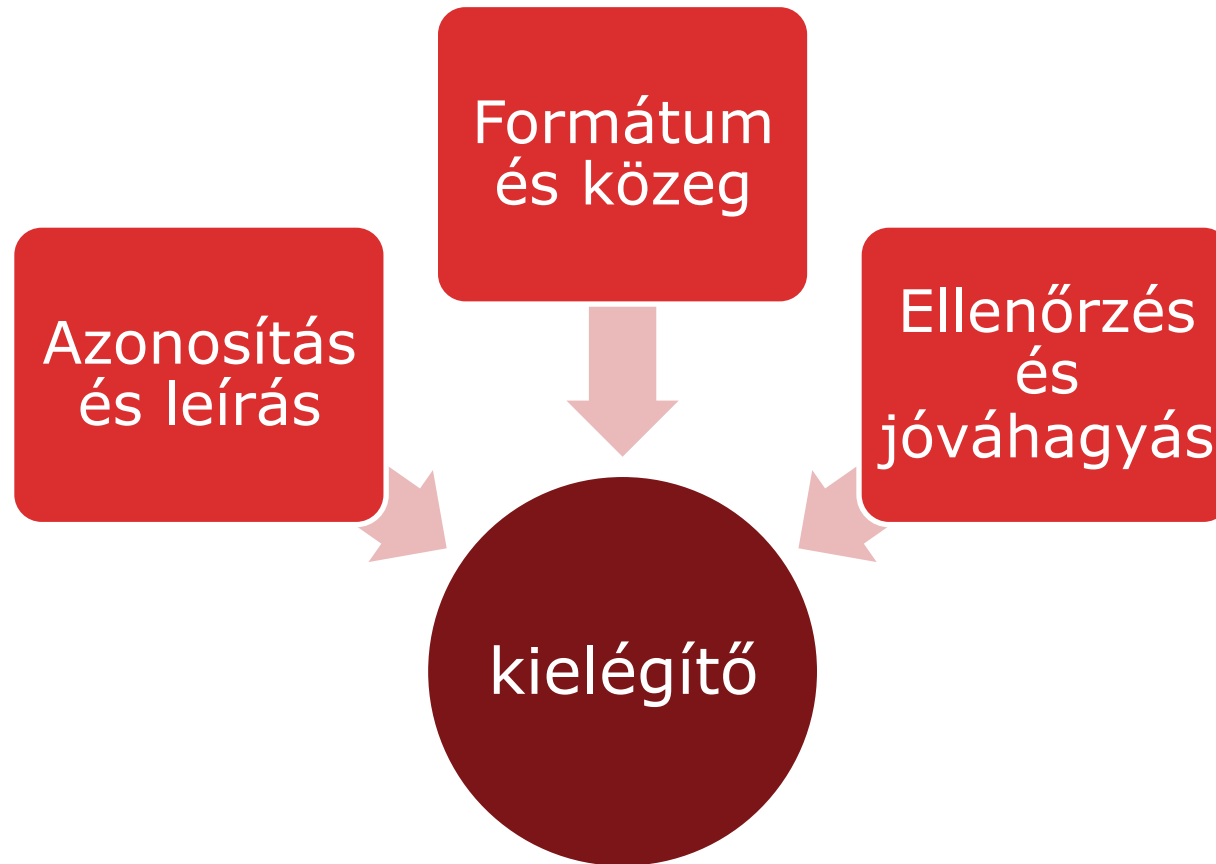 Formátum
és közeg
Azonosítás
és leírás
Ellenőrzés
és
jóváhagyás
kielégítő